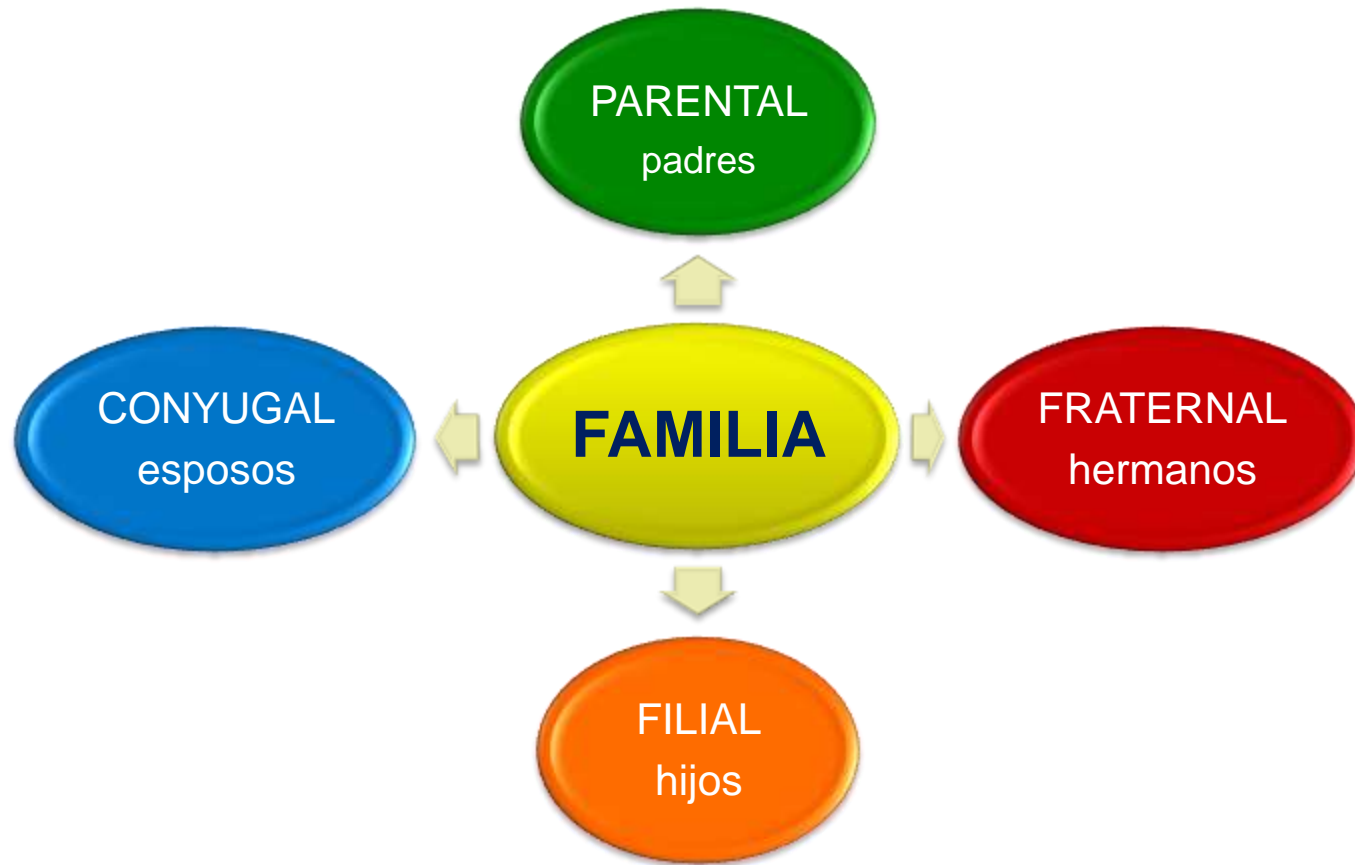 PARENTAL
padres
CONYUGAL
esposos
FAMILIA
FRATERNAL
hermanos
FILIAL
hijos